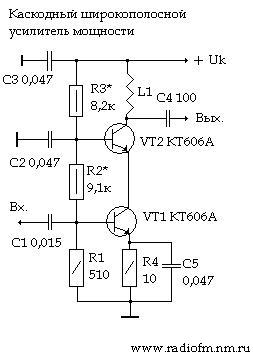 Каскодный широкополосной
усилитель мощности
C3 0,047
+ Uk
R3*
8,2к
L1
C4 100
Вых.
C2 0,047
VT2 KT606A
R2*
9,1к
Вх.
VT1 KT606A
C1 0,015
R1
510
R4
10
C5
0,047
www.radiofm.nm.ru